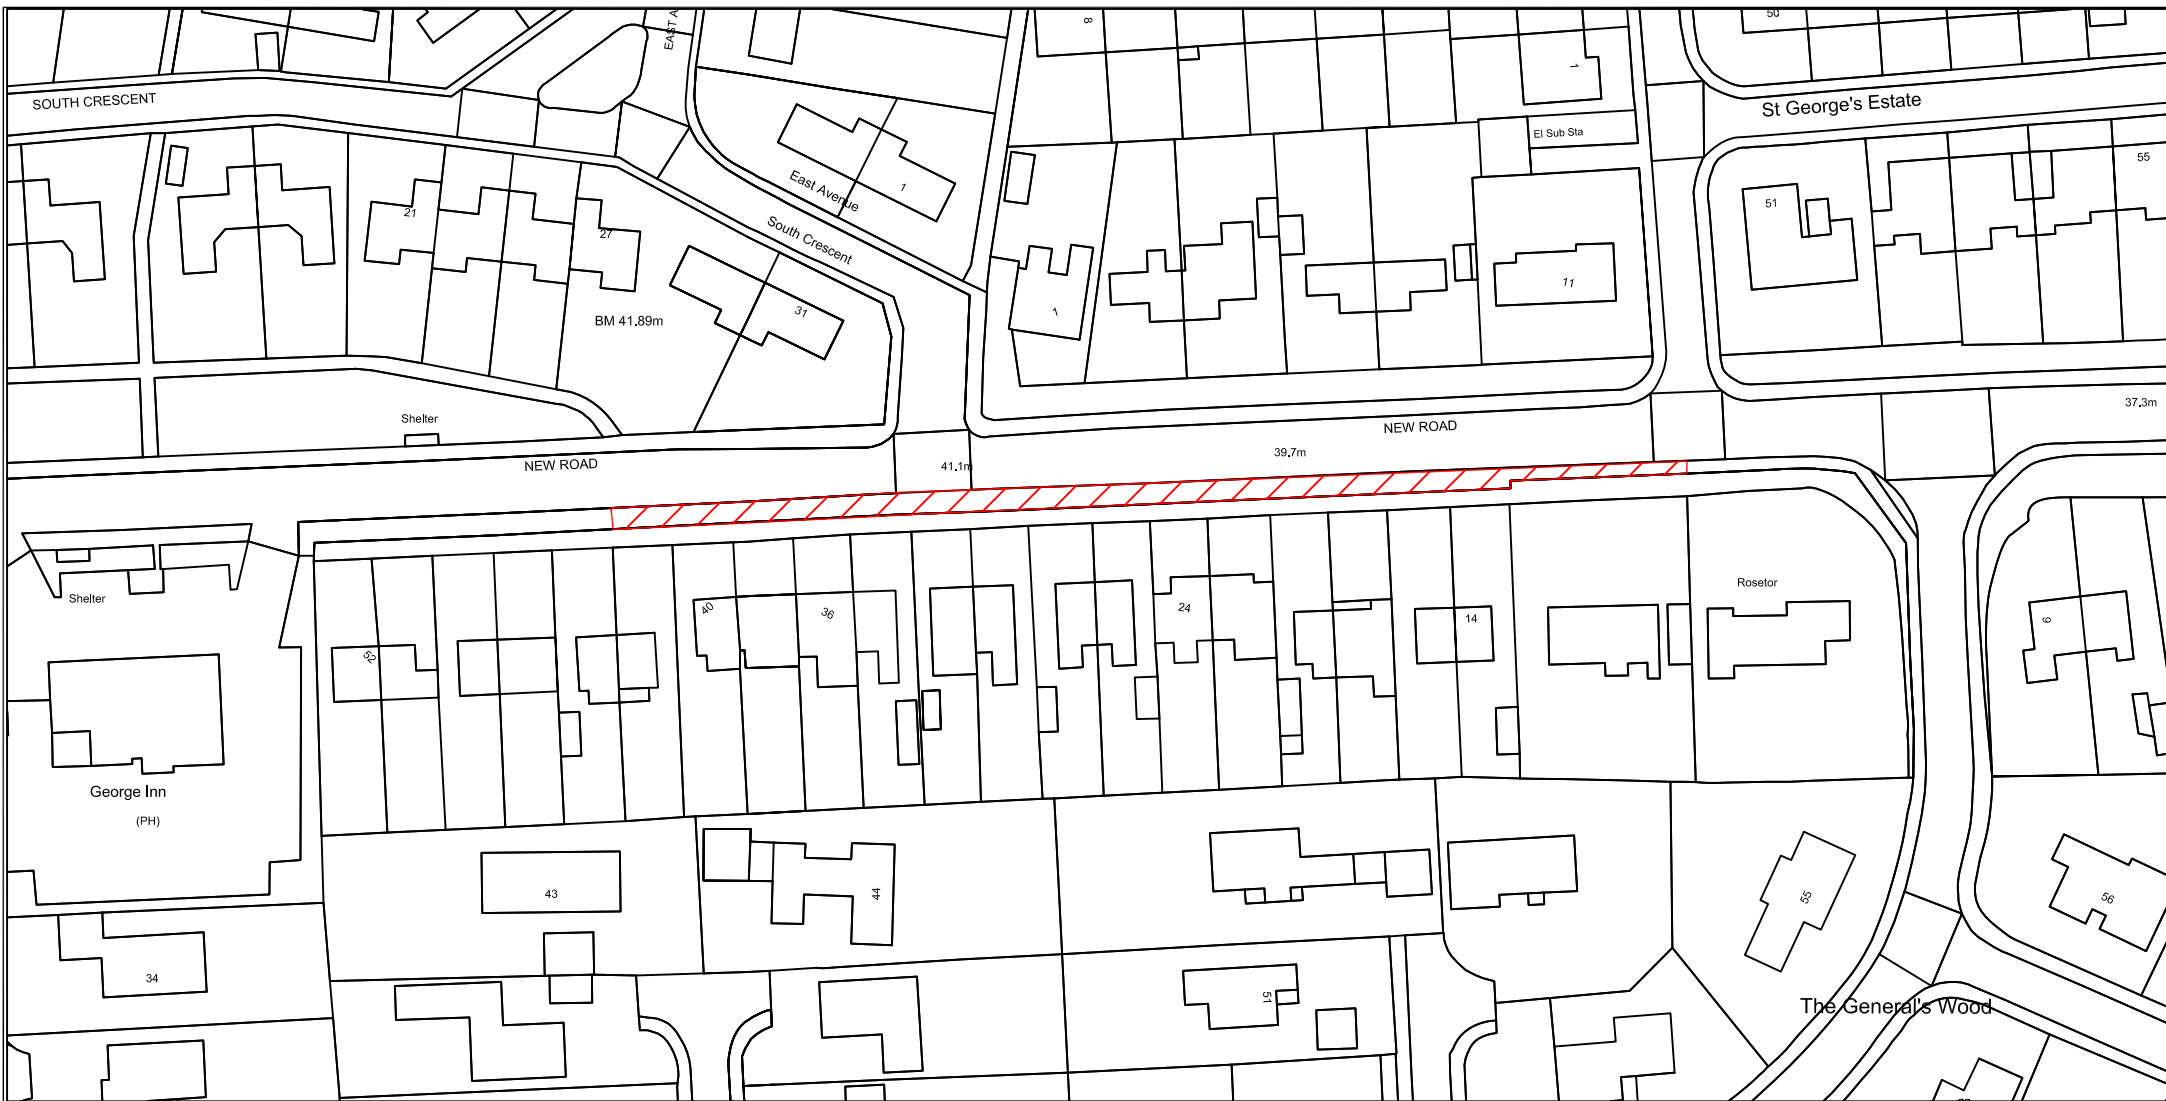 50
8
EAST A
1
SOUTH CRESCENT
St George's Estate
El Sub Sta
55
East Avenue
1
51
21
27
South Crescent
31
11
BM 41.89m
37.3m
Shelter
NEW ROAD
39.7m
NEW ROAD
41.1m
Rosetor
Shelter
40
36
24
14
9
52
George Inn
(PH)
43
44
55
56
34
51
The General's Wood